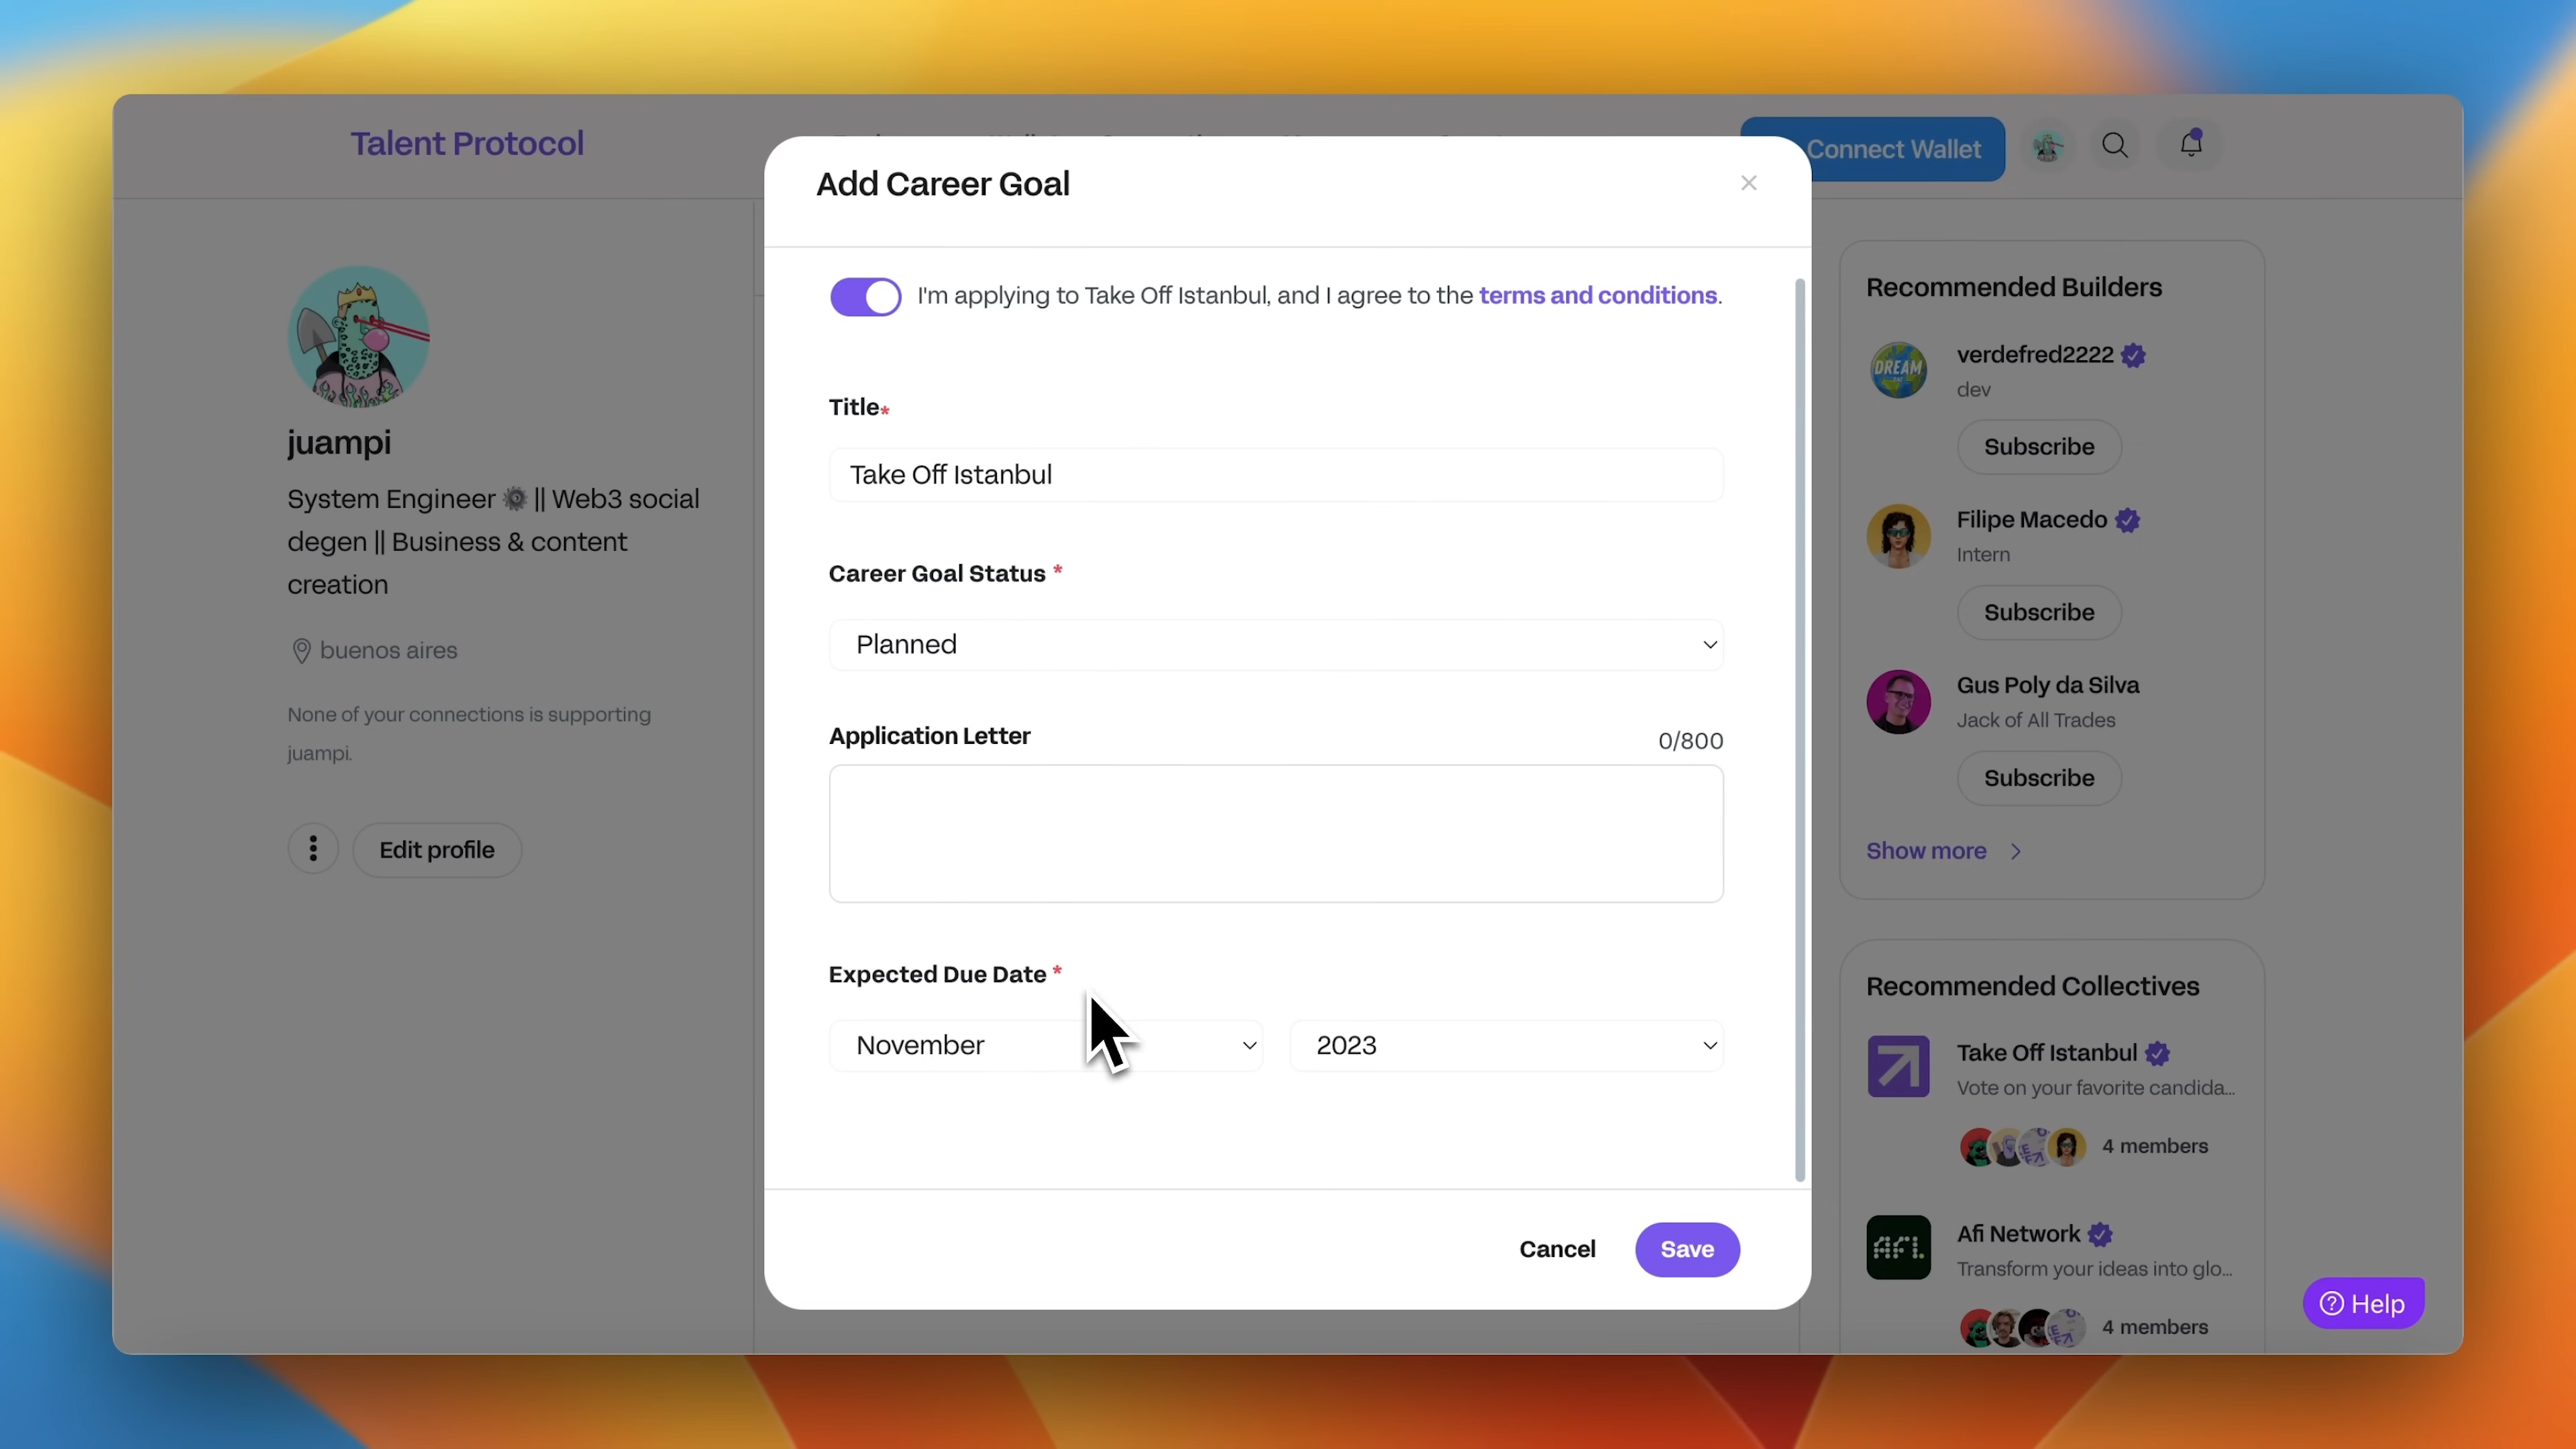 Talent Protocol
Connect Wallet
juampi
System Engineer ⚙️ || Web3 social
degen || Business & content
creation
buenos aires
None of your connections is supporting
juampi.
Edit profile
Add Career Goal
I'm applying to Take Off Istanbul, and I agree to the terms and conditions.
Title*
Take Off Istanbul
Career Goal Status *
Planned
Application Letter
0/800
Expected Due Date *
November
2023
Cancel
Save
Recommended Builders
DREAM
verdefred2222
dev
Subscribe
Filipe Macedo
Intern
Subscribe
Gus Poly da Silva
Jack of All Trades
Subscribe
Show more
Recommended Collectives
Take Off Istanbul
Vote on your favorite candida...
4 members
AFI.
Afi Network
Transform your ideas into glo...
4 members
Help